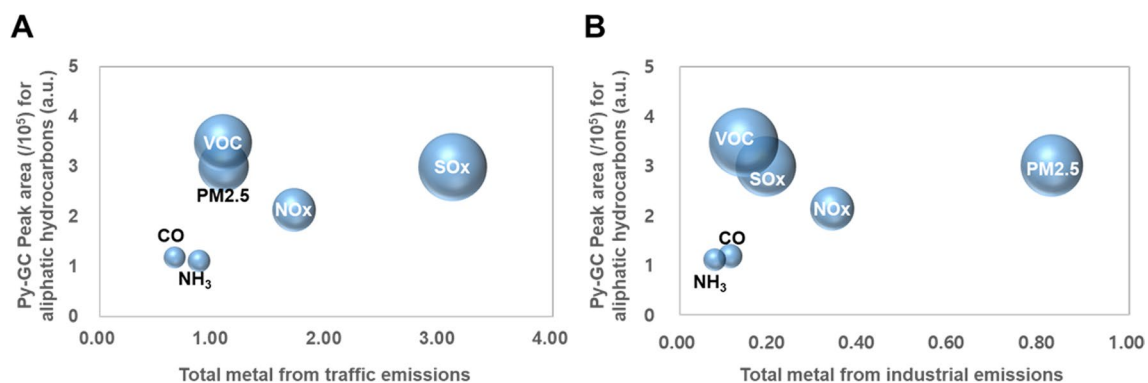 A
Py-GC Peak area (/10⁵) for
aliphatic hydrocarbons (a.u.)
5
4
3
2
1
0
VOC
PM2.5
SOx
NOx
CO
NH₃
0.00
1.00
2.00
3.00
4.00
Total metal from traffic emissions
B
Py-GC Peak area (/10⁵) for
aliphatic hydrocarbons (a.u.)
5
4
3
2
1
0
VOC
SOx
PM2.5
NOx
CO
NH₃
0.00
0.20
0.40
0.60
0.80
1.00
Total metal from industrial emissions